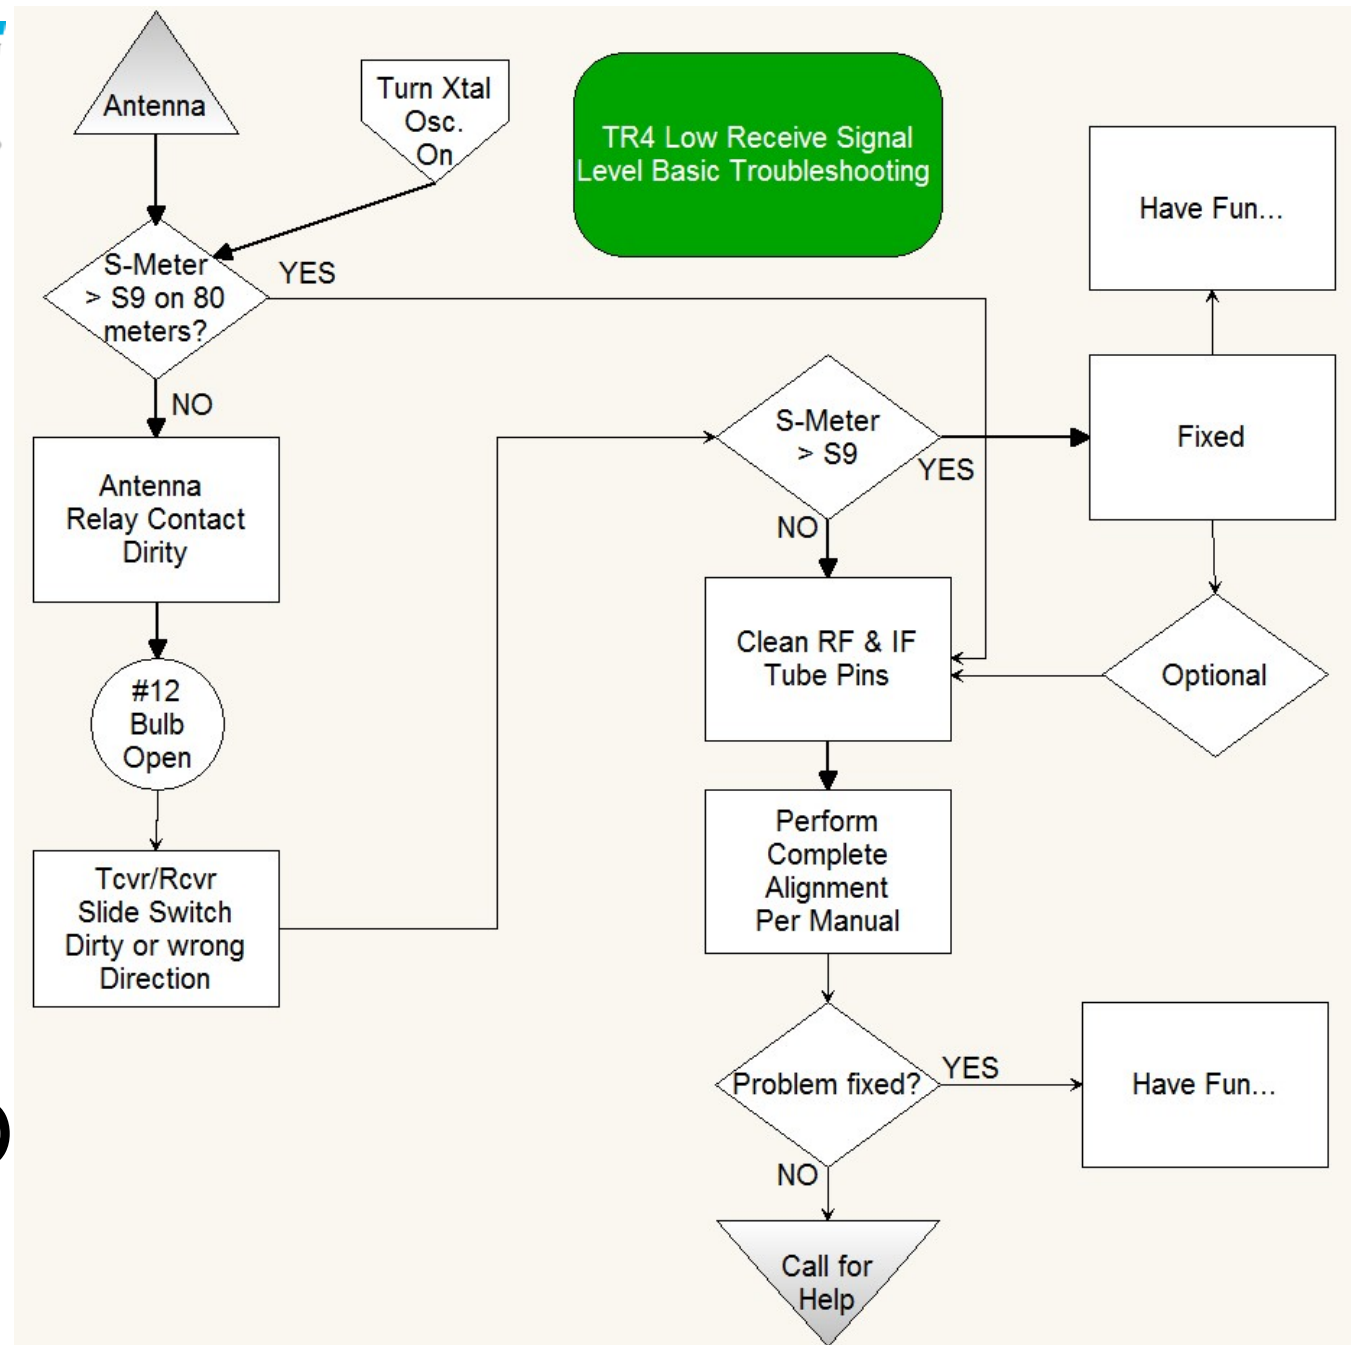 Antenna
Turn Xtal
Osc.
On
TR4 Low Receive Signal
Level Basic Troubleshooting
Have Fun...
S-Meter
> S9 on 80
meters?
YES
NO
Antenna
Relay Contact
Dirity
#12
Bulb
Open
Tcvr/Rcvr
Slide Switch
Dirty or wrong
Direction
S-Meter
> S9
YES
NO
Fixed
Optional
Clean RF & IF
Tube Pins
Perform
Complete
Alignment
Per Manual
Problem fixed?
YES
NO
Have Fun...
Call for
Help